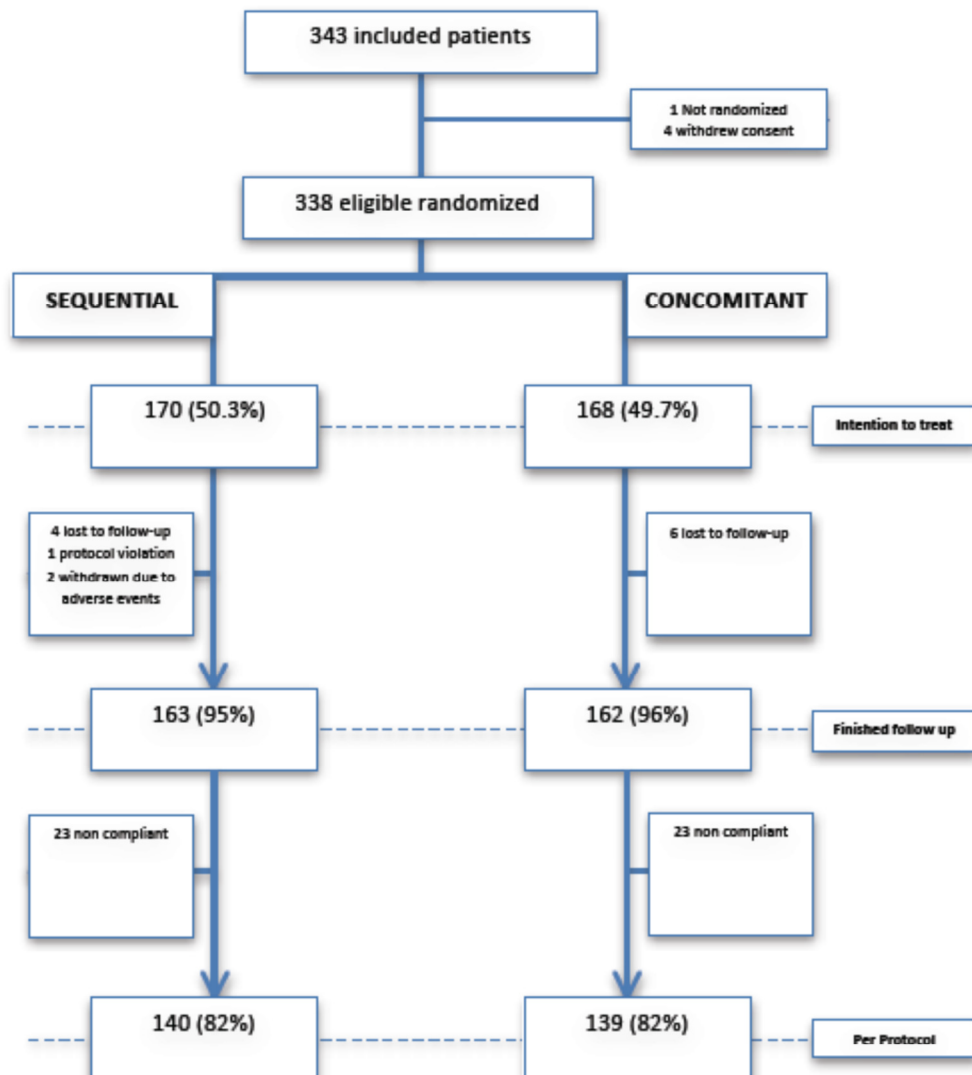 343 included patients
1 Not randomized
4 withdrew consent
338 eligible randomized
SEQUENTIAL
CONCOMITANT
170 (50.3%)
168 (49.7%)
Intention to treat
4 lost to follow-up
1 protocol violation
2 withdrawn due to
adverse events
6 lost to follow-up
163 (95%)
162 (96%)
Finished follow up
23 non compliant
23 non compliant
140 (82%)
139 (82%)
Per Protocol